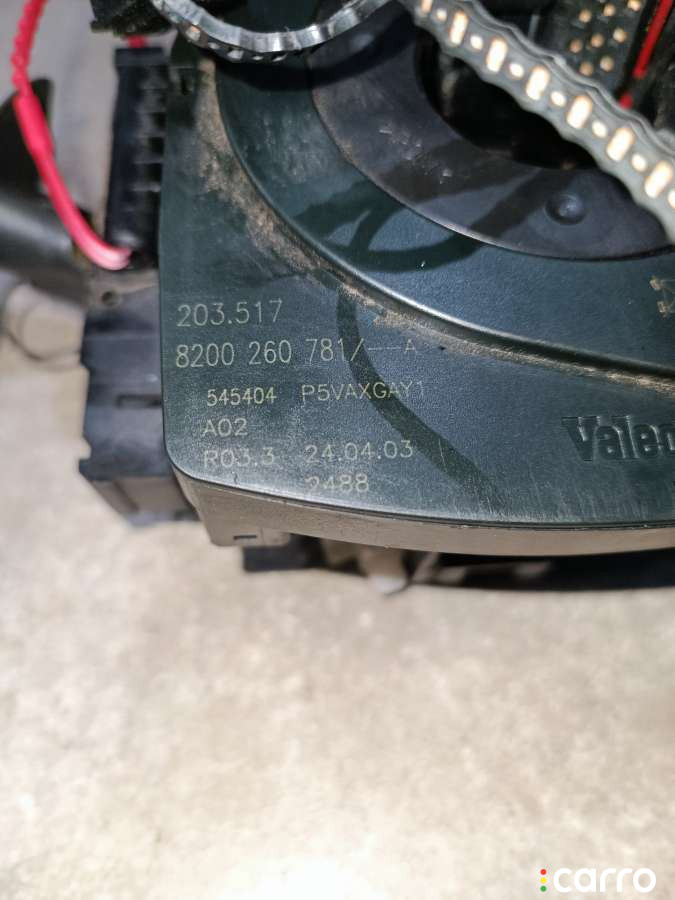 203.517
8200 260 781/—A
545404 P5VAXGAY1
A02
R03.3 24.04.03
2488
Valeo
carro